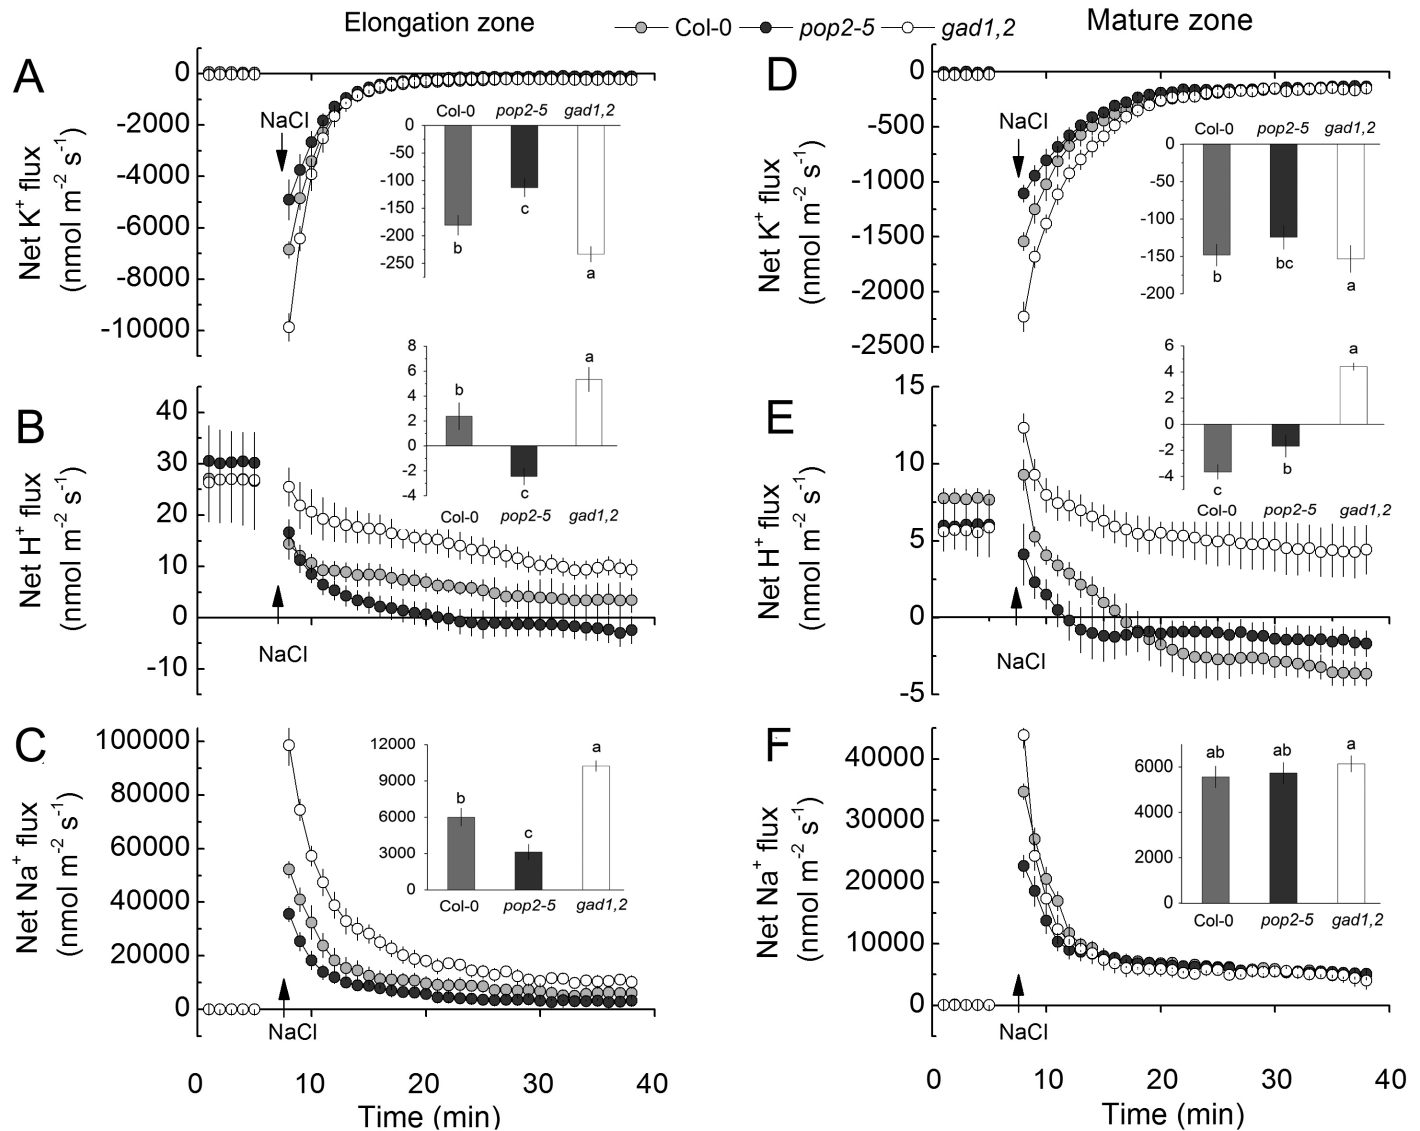 Elongation zone
Col-0 pop2-5 gad1,2
Mature zone
A
Net K+ flux
(nmol m-2 s-1)
0
-2000
-4000
-6000
-8000
-10000
NaCl
Col-0 pop2-5 gad1,2
0
-50
-100
-150
-200
-250
b
c
a
B
Net H+ flux
(nmol m-2 s-1)
40
30
20
10
0
-10
NaCl
8
6
4
2
0
-2
-4
b
c
a
Col-0 pop2-5 gad1,2
C
Net Na+ flux
(nmol m-2 s-1)
100000
80000
60000
40000
20000
0
NaCl
12000
9000
6000
3000
0
b
c
a
Col-0 pop2-5 gad1,2
0 10 20 30 40
Time (min)
D
Net K+ flux
(nmol m-2 s-1)
0
-500
-1000
-1500
-2000
-2500
NaCl
Col-0 pop2-5 gad1,2
0
-50
-100
-150
-200
b
bc
a
E
Net H+ flux
(nmol m-2 s-1)
15
10
5
0
-5
NaCl
6
4
2
0
-2
-4
c
b
a
Col-0 pop2-5 gad1,2
F
Net Na+ flux
(nmol m-2 s-1)
40000
30000
20000
10000
0
NaCl
6000
4000
2000
0
ab
ab
a
Col-0 pop2-5 gad1,2
0 10 20 30 40
Time (min)